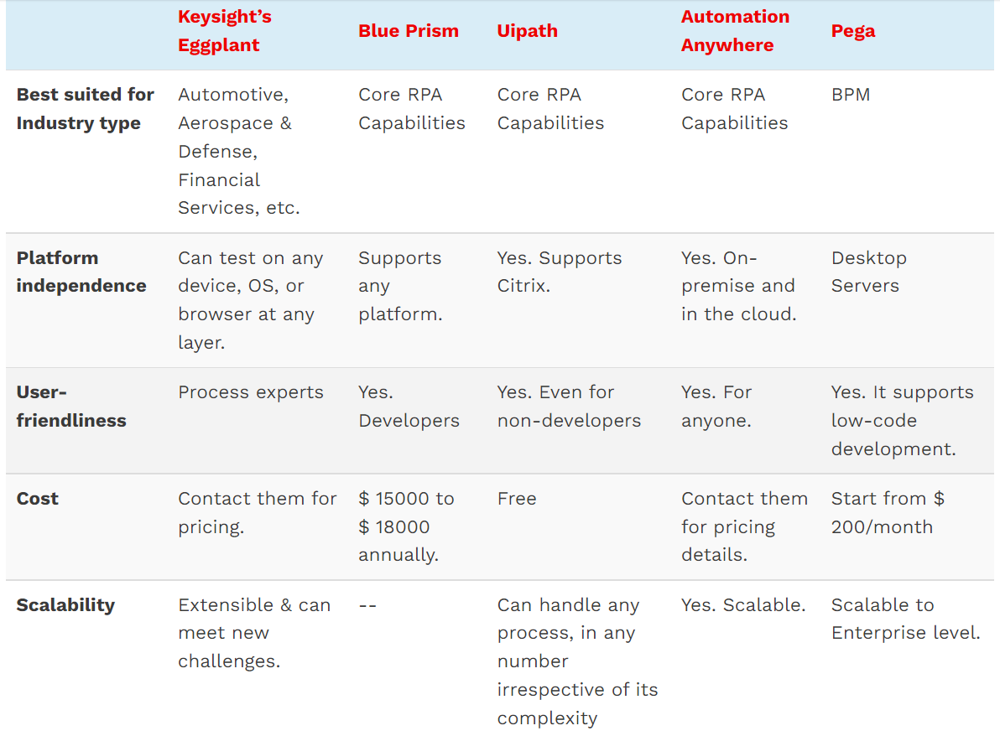 Keysight’s
Eggplant
Blue Prism
Uipath
Automation
Anywhere
Pega
Best suited for
Industry type
Automotive,
Aerospace &
Defense,
Financial
Services, etc.
Core RPA
Capabilities
Core RPA
Capabilities
Core RPA
Capabilities
BPM
Platform
independence
Can test on any
device, OS, or
browser at any
layer.
Supports
any
platform.
Yes. Supports
Citrix.
Yes. On-
premise and
in the cloud.
Desktop
Servers
User-
friendliness
Process experts
Yes.
Developers
Yes. Even for
non-developers
Yes. For
anyone.
Yes. It supports
low-code
development.
Cost
Contact them for
pricing.
$ 15000 to
$ 18000
annually.
Free
Contact them
for pricing
details.
Start from $
200/month
Scalability
Extensible & can
meet new
challenges.
--
Can handle any
process, in any
number
irrespective of its
complexity
Yes. Scalable.
Scalable to
Enterprise level.